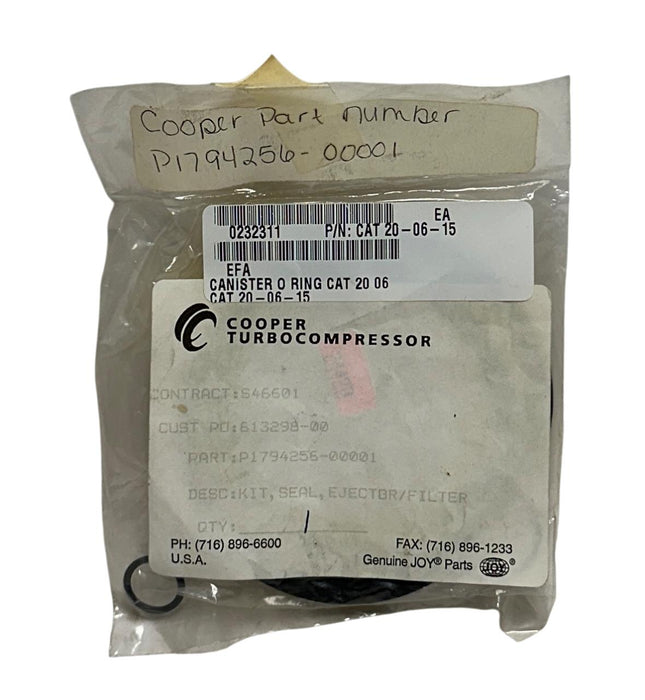 Cooper Part number
P1794256-00001
EA
0232311 P/N: CAT 20-06-15
EFA
CANISTER O RING CAT 20 06
CAT 20-06-15
COOPER
TURBOCOMPRESSOR
CONTRACT:S46601
CUST PO:613298-00
PART:P1794256-00001
DESC:KIT,SEAL,EJECTOR/FILTER
QTY: 1
PH: (716) 896-6600 FAX: (716) 896-1233
U.S.A. Genuine JOY® Parts JOY ®